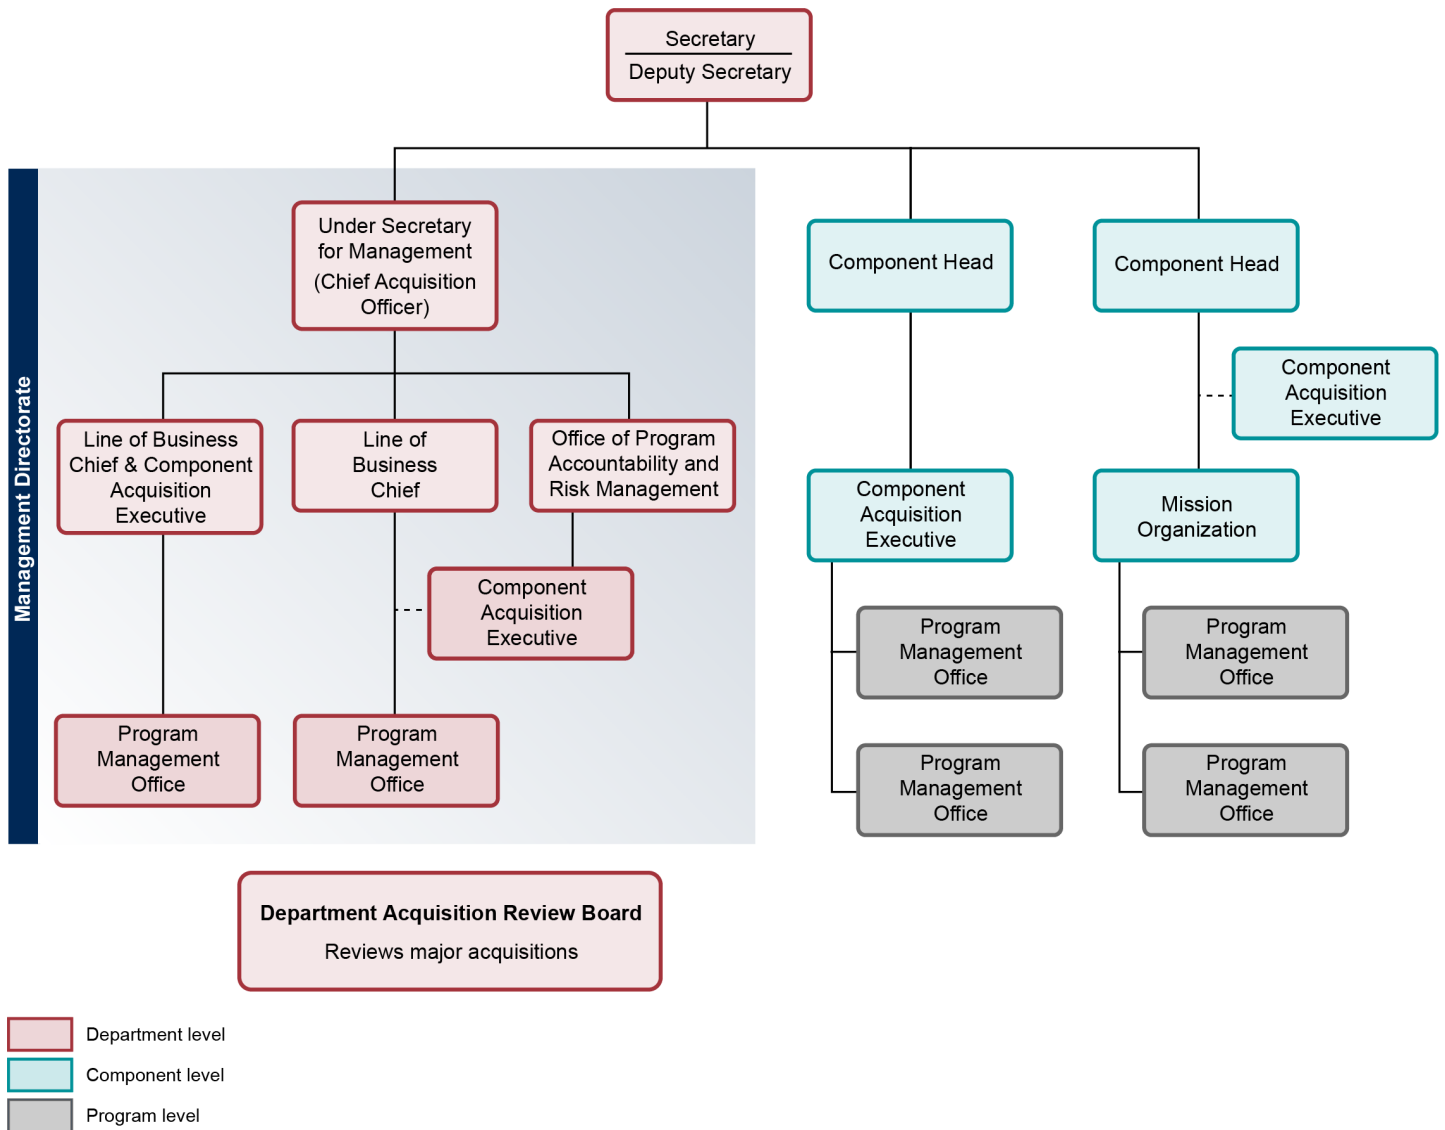 Secretary
Deputy Secretary
Management Directorate
Under Secretary
for Management
(Chief Acquisition
Officer)
Component Head
Component Head
Component
Acquisition
Executive
Line of Business
Chief & Component
Acquisition
Executive
Line of
Business
Chief
Office of Program
Accountability and
Risk Management
Component
Acquisition
Executive
Mission
Organization
Component
Acquisition
Executive
Program
Management
Office
Program
Management
Office
Program
Management
Office
Program
Management
Office
Program
Management
Office
Program
Management
Office
Department Acquisition Review Board
Reviews major acquisitions
Department level
Component level
Program level